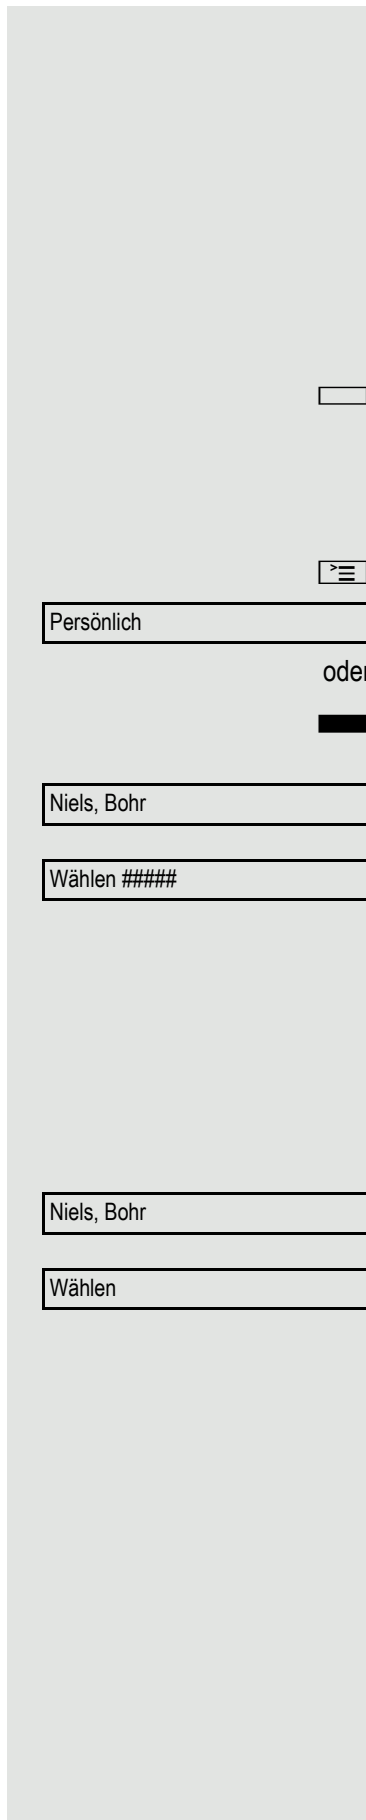 Persönlich
oder
Niels, Bohr
Wählen #####
Niels, Bohr
Wählen